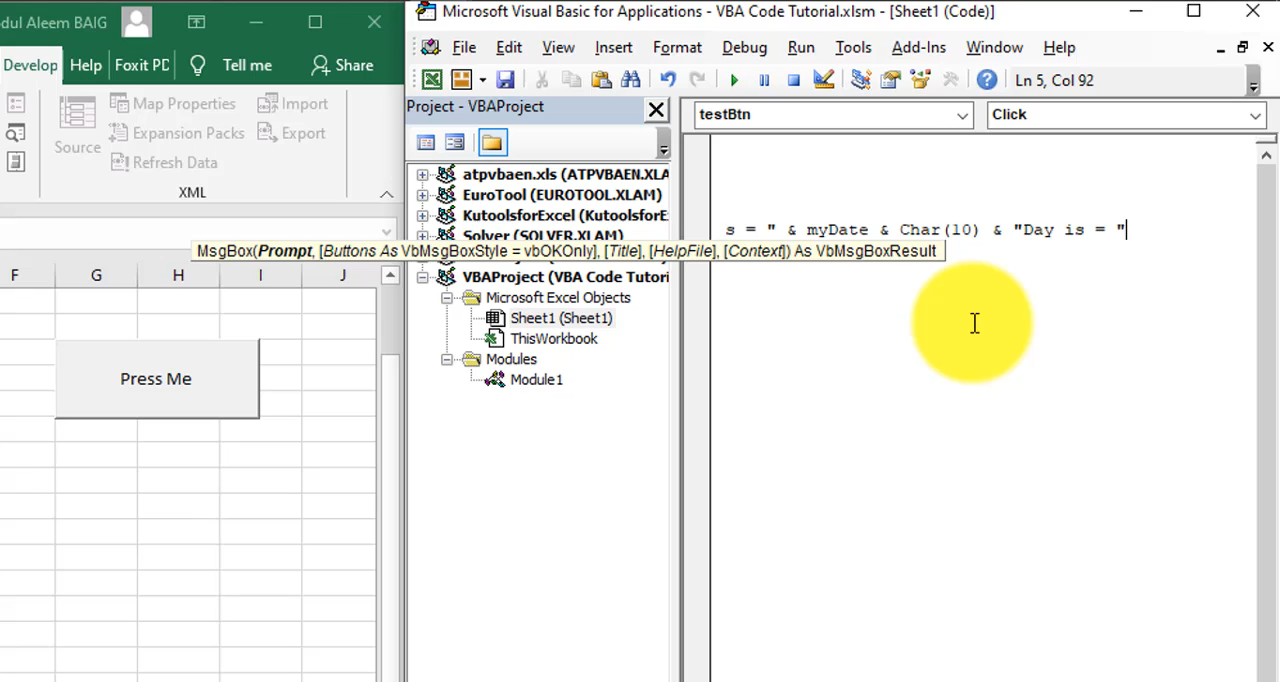 dul Aleem BAIG
Develop Help Foxit PD Tell me Share
Source
Map Properties
Expansion Packs
Refresh Data
Import
Export
XML
F G H I J
Press Me
Microsoft Visual Basic for Applications - VBA Code Tutorial.xlsm - [Sheet1 (Code)]
File Edit View Insert Format Debug Run Tools Add-Ins Window Help
Ln 5, Col 92
Project - VBAProject
atpvbaen.xls (ATPVBAEN.XLA
EuroTool (EUROTOOL.XLAM)
KutoolsforExcel (KutoolsforE
Solver (SOLVER.XLAM)
VBAProject (VBA Code Tutori
Microsoft Excel Objects
Sheet1 (Sheet1)
ThisWorkbook
Modules
Module1
testBtn Click
s = " & myDate & Char(10) & "Day is = "
MsgBox(Prompt, [Buttons As VbMsgBoxStyle = vbOKOnly], [Title], [HelpFile], [Context]) As VbMsgBoxResult